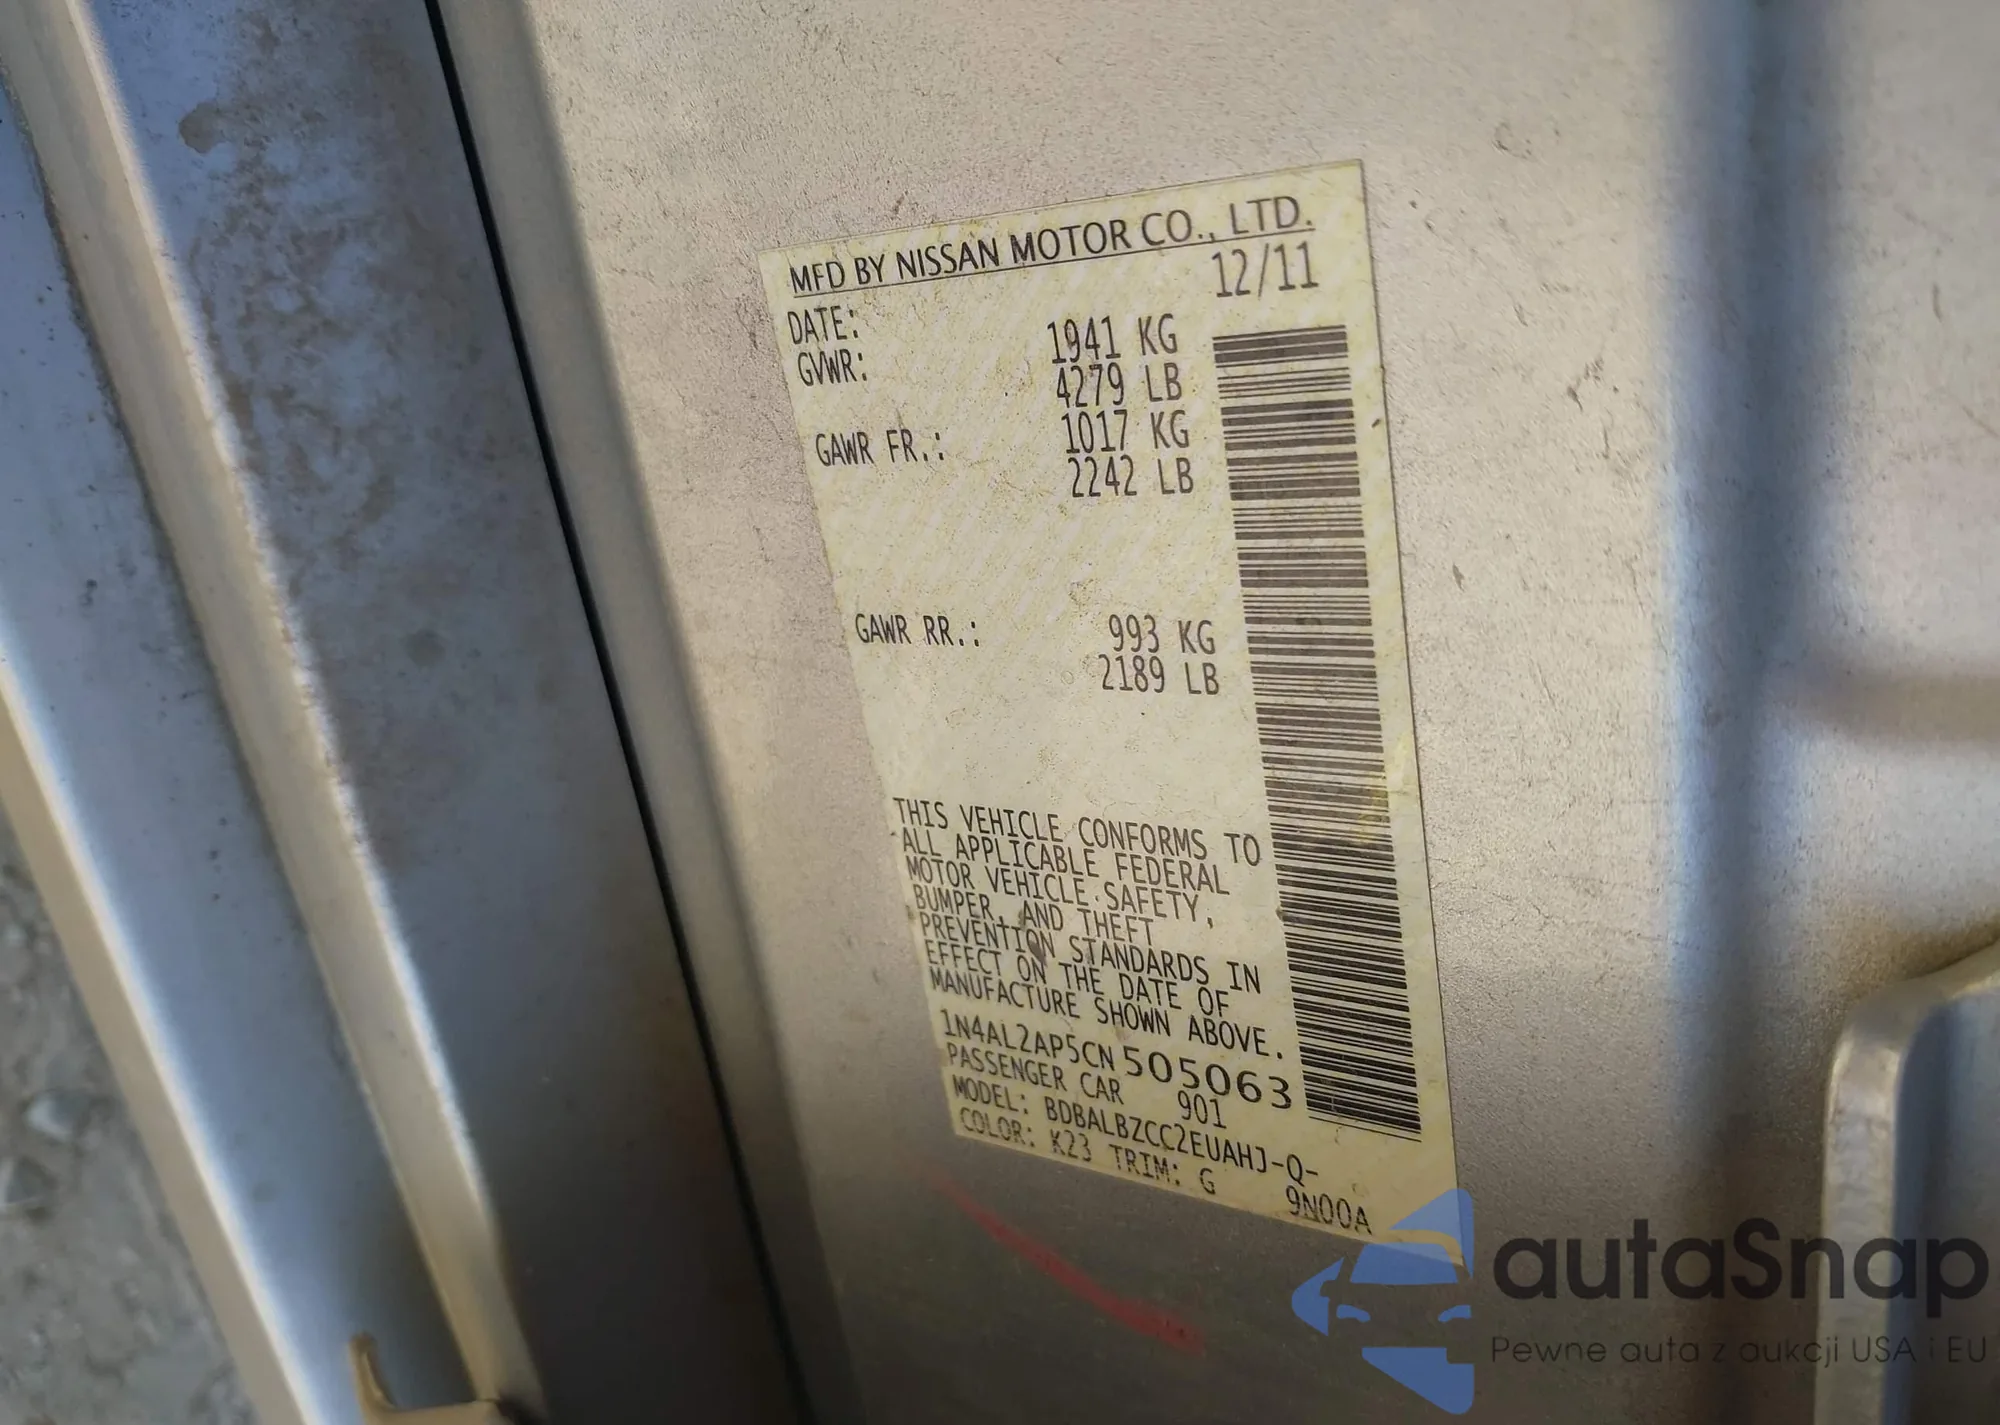 MFD BY NISSAN MOTOR CO., LTD.
DATE: 12/11
GVWR: 1941 KG
4279 LB
GAWR FR.: 1017 KG
2242 LB
GAWR RR.: 993 KG
2189 LB
THIS VEHICLE CONFORMS TO
ALL APPLICABLE FEDERAL
MOTOR VEHICLE SAFETY,
BUMPER, AND THEFT
PREVENTION STANDARDS IN
EFFECT ON THE DATE OF
MANUFACTURE SHOWN ABOVE.
1N4AL2AP5CN505063
PASSENGER CAR 901
MODEL: BDBALBZCC2EUAHJ-Q-
COLOR: K23 TRIM: G 9N00A
autaSnap
Pewne auta z aukcji USA i EU